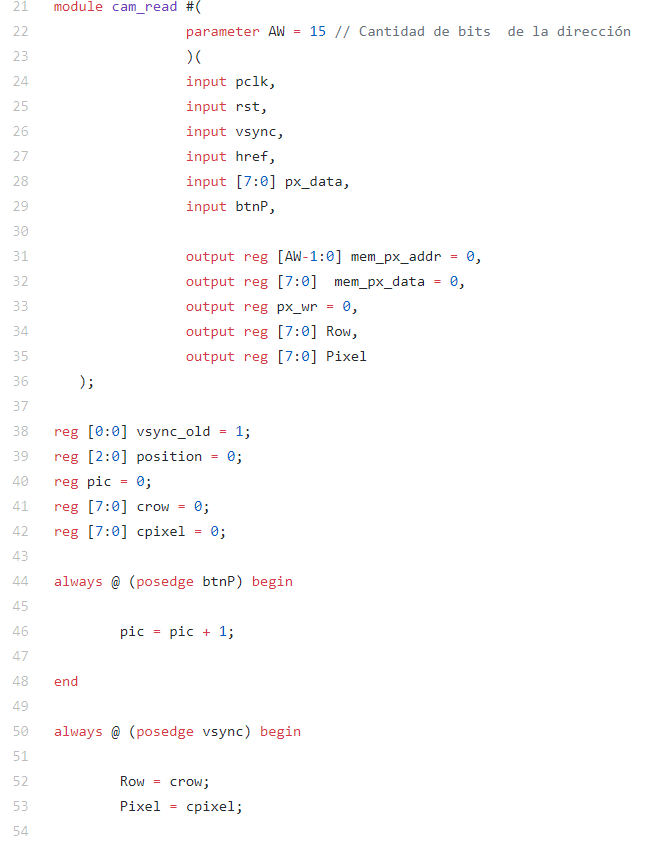 21 module cam_read #(
22 parameter AW = 15 // Cantidad de bits  de la dirección
23 )(
24 input pclk,
25 input rst,
26 input vsync,
27 input href,
28 input [7:0] px_data,
29 input btnP,
30
31 output reg [AW-1:0] mem_px_addr = 0,
32 output reg [7:0]  mem_px_data = 0,
33 output reg px_wr = 0,
34 output reg [7:0] Row,
35 output reg [7:0] Pixel
36 );
37
38 reg [0:0] vsync_old = 1;
39 reg [2:0] position = 0;
40 reg pic = 0;
41 reg [7:0] crow = 0;
42 reg [7:0] cpixel = 0;
43
44 always @ (posedge btnP) begin
45
46 pic = pic + 1;
47
48 end
49
50 always @ (posedge vsync) begin
51
52 Row = crow;
53 Pixel = cpixel;
54